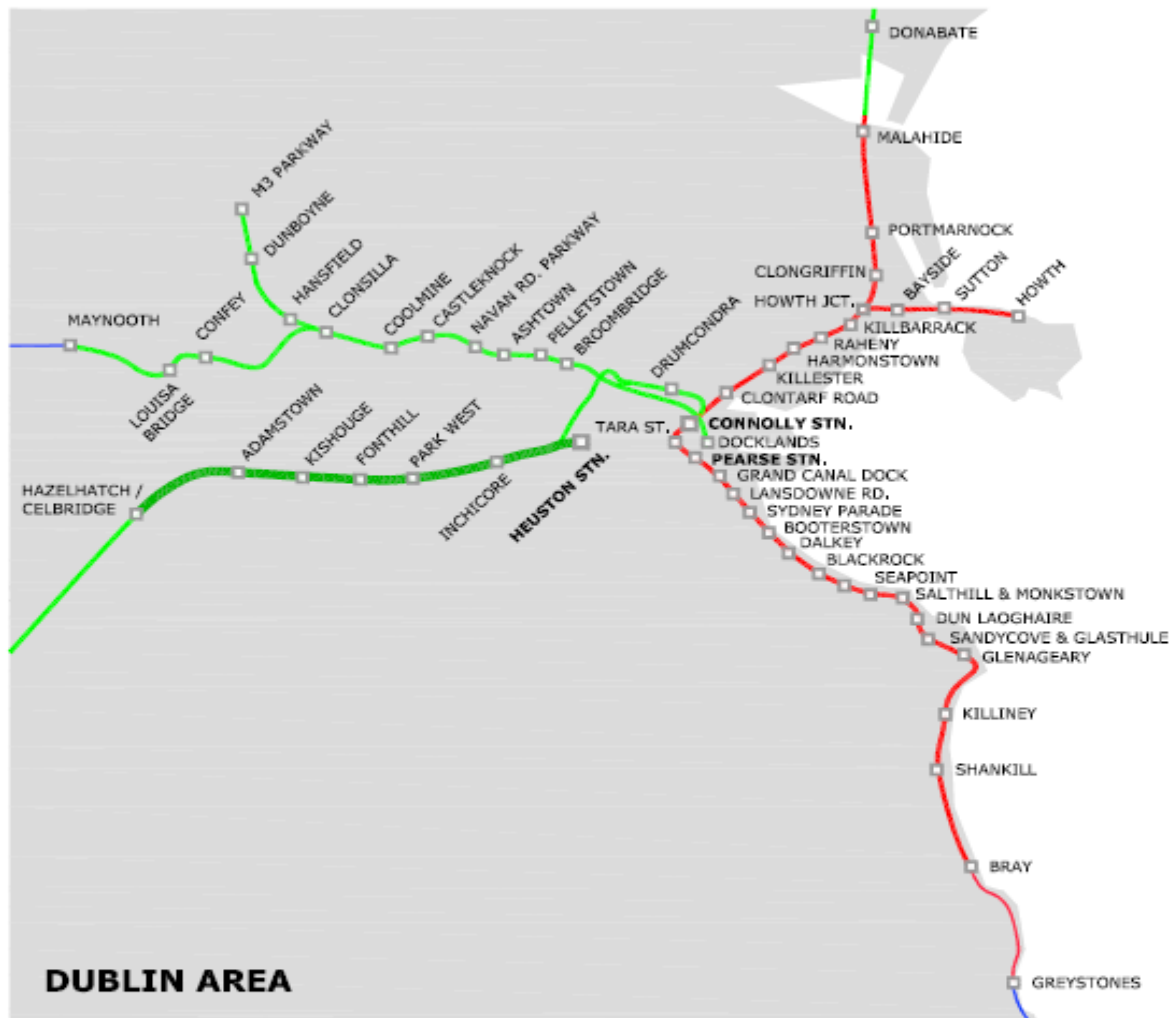 DONABATE
MALAHIDE
PORTMARNOCK
CLONGRIFFIN
HOWTH JCT.
BAYSIDE
SUTTON
HOWTH
KILLBARRACK
RAHENY
HARMONSTOWN
KILLESTER
CLONTARF ROAD
M3 PARKWAY
DUNBOYNE
HANSFIELD
CLONSILLA
COOLMINE
CASTLEKNOCK
NAVAN RD. PARKWAY
ASHTOWN
PELLETSTOWN
BROOMBRIDGE
DRUMCONDRA
MAYNOOTH
LOUISA
BRIDGE
CONFEY
HAZELHATCH /
CELBRIDGE
ADAMSTOWN
KISHOUGE
FONTHILL
PARK WEST
INCHICORE
HEUSTON STN.
TARA ST.
CONNOLLY STN.
DOCKLANDS
PEARSE STN.
GRAND CANAL DOCK
LANSDOWNE RD.
SYDNEY PARADE
BOOTERSTOWN
DALKEY
BLACKROCK
SEAPOINT
SALTHILL & MONKSTOWN
DUN LAOGHAIRE
SANDYCOVE & GLASTHULE
GLENAGEARY
KILLINEY
SHANKILL
BRAY
GREYSTONES
DUBLIN AREA